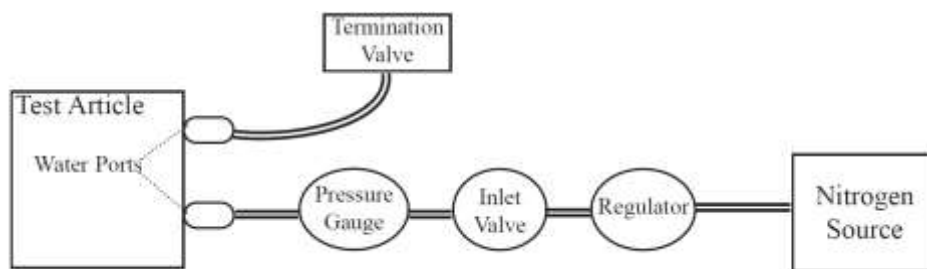 Termination
Valve
Test Article
Water Ports
Pressure
Gauge
Inlet
Valve
Regulator
Nitrogen
Source